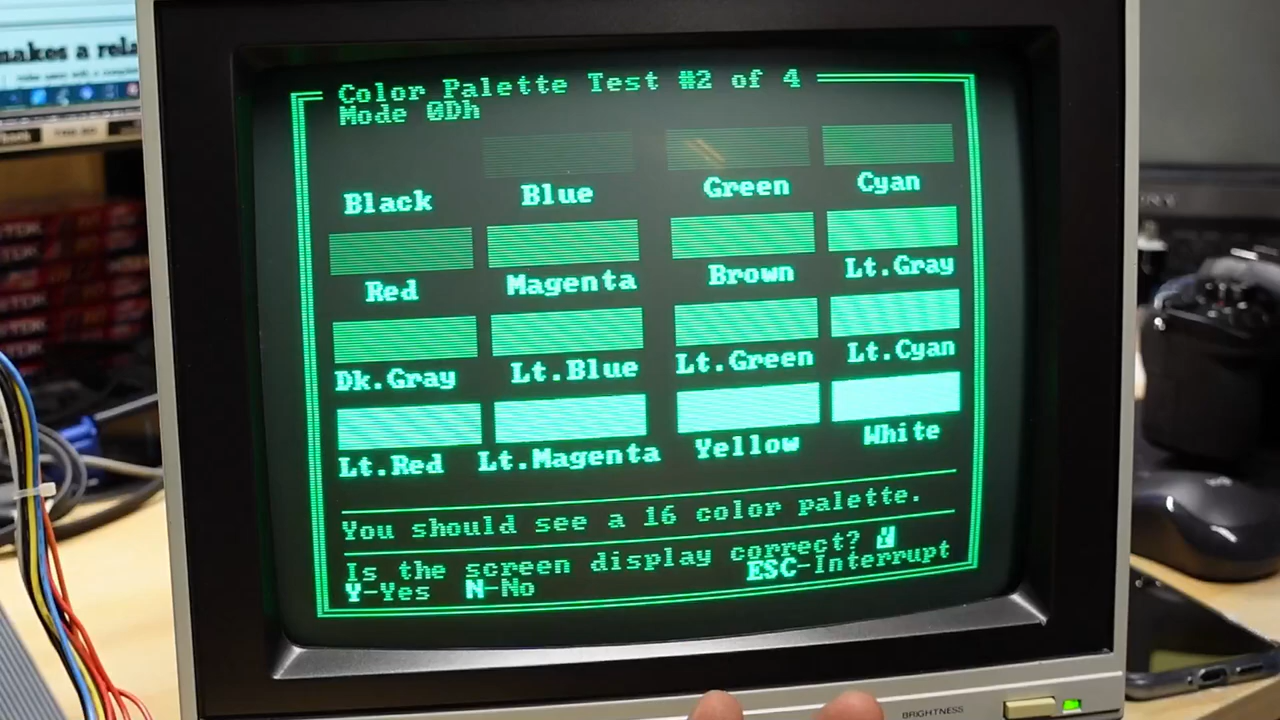 makes a rela
Color Palette Test #2 of 4
Mode 0Dh
Black Blue Green Cyan
Red Magenta Brown Lt.Gray
Dk.Gray Lt.Blue Lt.Green Lt.Cyan
Lt.Red Lt.Magenta Yellow White
You should see a 16 color palette.
Is the screen display correct? Y
Y-Yes N-No ESC-Interrupt
BRIGHTNESS